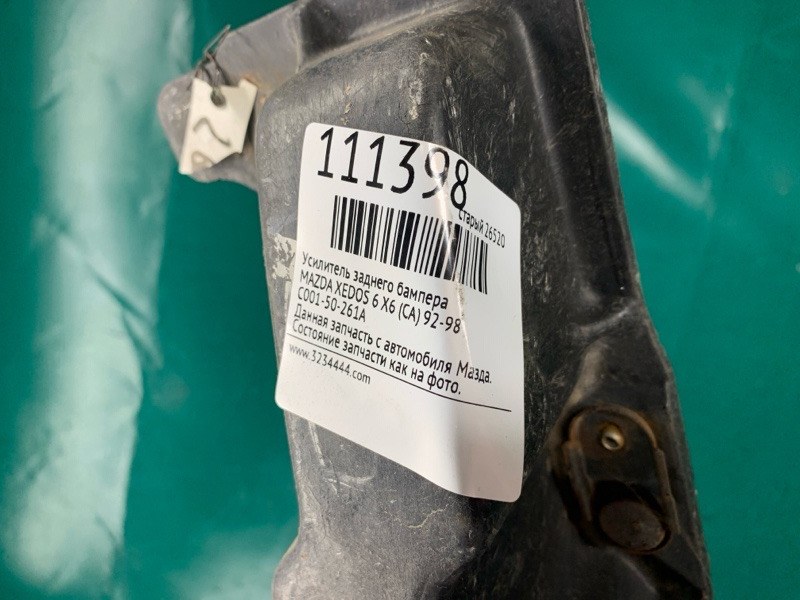 111398
старый 26520
Усилитель заднего бампера
MAZDA XEDOS 6 X6 (CA) 92-98
C001-50-261A
Данная запчасть с автомобиля Мазда.
Состояние запчасти как на фото.
www.3234444.com